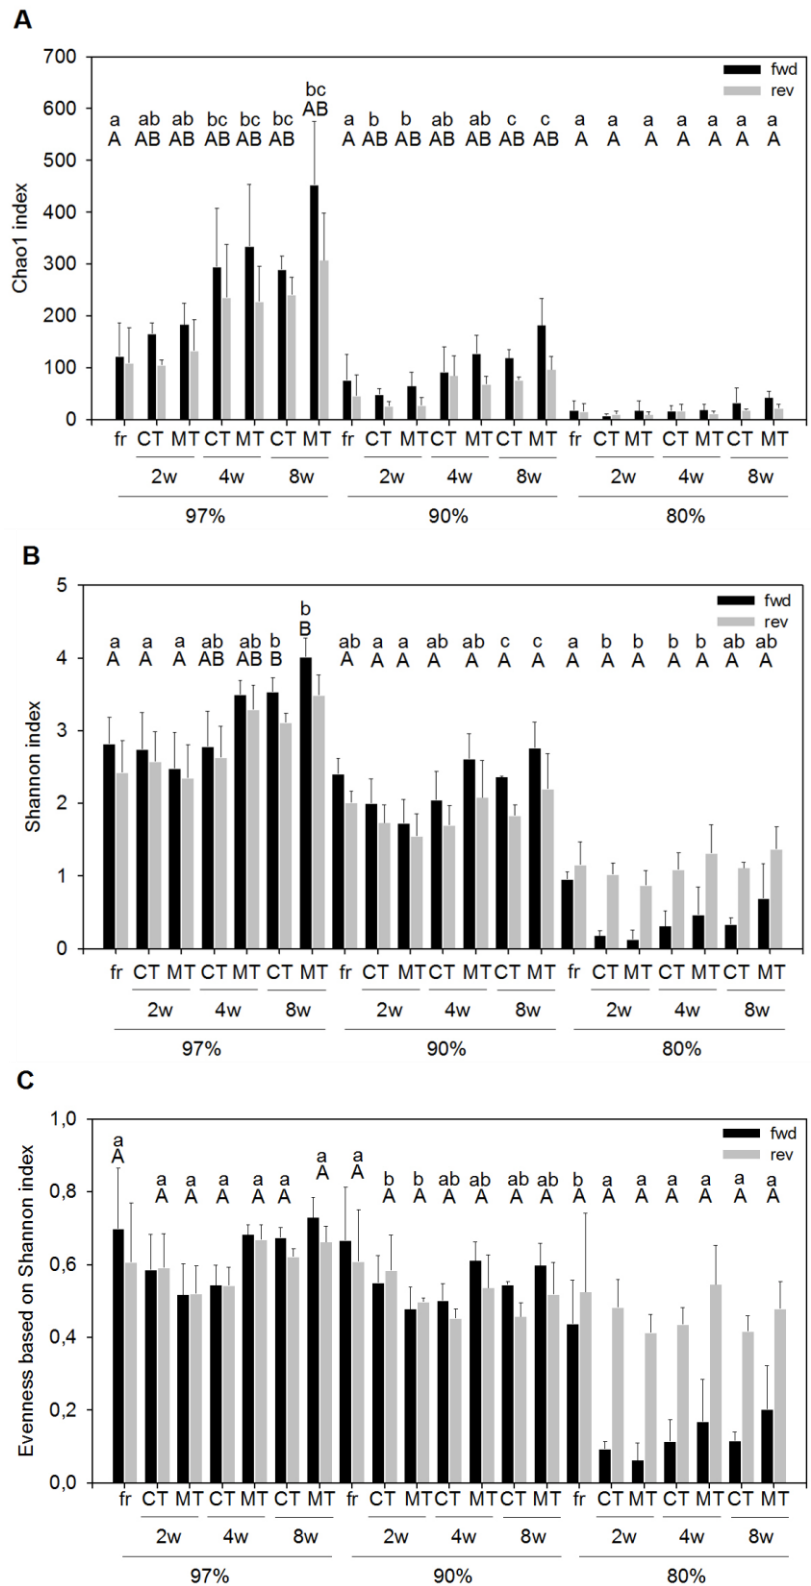 A
700
600
500
400
300
200
100
0
Chao1 index
fwd
rev
a ab ab bc bc bc bc a b b ab ab c c a a a a a a a
A AB AB AB AB AB AB A AB AB AB AB AB AB A A A A A A A
fr CT MT CT MT CT MT fr CT MT CT MT CT MT fr CT MT CT MT CT MT
2w 4w 8w 2w 4w 8w 2w 4w 8w
97% 90% 80%
B
5
4
3
2
1
0
Shannon index
fwd
rev
a a a ab ab b b ab a a ab ab c c a b b b b ab ab
A A A AB AB B B A A A A A A A A A A A A A A
fr CT MT CT MT CT MT fr CT MT CT MT CT MT fr CT MT CT MT CT MT
2w 4w 8w 2w 4w 8w 2w 4w 8w
97% 90% 80%
C
1,0
0,8
0,6
0,4
0,2
0,0
Evenness based on Shannon index
fwd
rev
a a a a a a a a b b ab ab ab ab b a a a a a a
A A A A A A A A A A A A A A A A A A A A A
fr CT MT CT MT CT MT fr CT MT CT MT CT MT fr CT MT CT MT CT MT
2w 4w 8w 2w 4w 8w 2w 4w 8w
97% 90% 80%